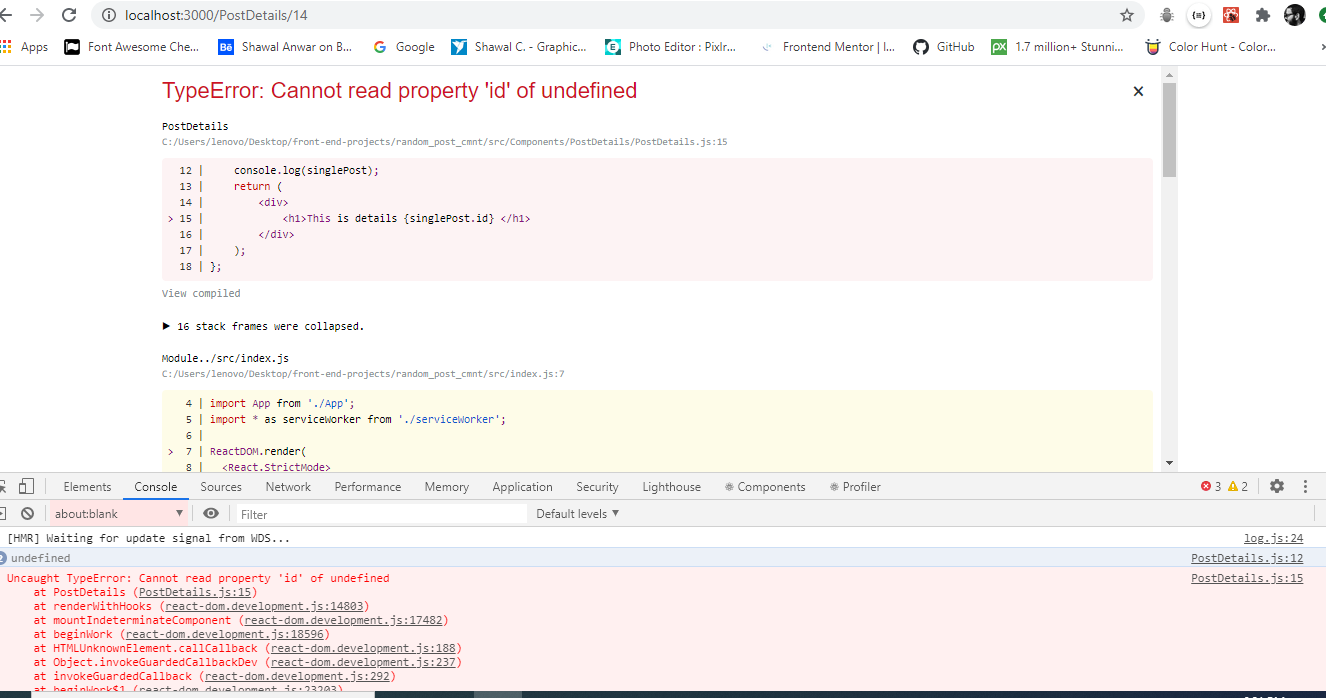 localhost:3000/PostDetails/14
Apps Font Awesome Che... Bē Shawal Anwar on B... G Google Shawal C. - Graphic... E Photo Editor : Pixlr... Frontend Mentor | I... GitHub px 1.7 million+ Stunni... Color Hunt - Color...
TypeError: Cannot read property 'id' of undefined
×
PostDetails
C:/Users/lenovo/Desktop/front-end-projects/random_post_cmnt/src/Components/PostDetails/PostDetails.js:15
12 | console.log(singlePost);
13 | return (
14 | <div>
> 15 | <h1>This is details {singlePost.id} </h1>
16 | </div>
17 | );
18 | };
View compiled
▶ 16 stack frames were collapsed.
Module../src/index.js
C:/Users/lenovo/Desktop/front-end-projects/random_post_cmnt/src/index.js:7
4 | import App from './App';
5 | import * as serviceWorker from './serviceWorker';
6 |
> 7 | ReactDOM.render(
8 | <React.StrictMode>
Elements Console Sources Network Performance Memory Application Security Lighthouse Components Profiler 3 2
about:blank ▼ Filter Default levels ▼
[HMR] Waiting for update signal from WDS... log.js:24
2 undefined PostDetails.js:12
Uncaught TypeError: Cannot read property 'id' of undefined PostDetails.js:15
at PostDetails (PostDetails.js:15)
at renderWithHooks (react-dom.development.js:14803)
at mountIndeterminateComponent (react-dom.development.js:17482)
at beginWork (react-dom.development.js:18596)
at HTMLUnknownElement.callCallback (react-dom.development.js:188)
at Object.invokeGuardedCallbackDev (react-dom.development.js:237)
at invokeGuardedCallback (react-dom.development.js:292)
at beginWork$1 (react-dom.development.js:23203)